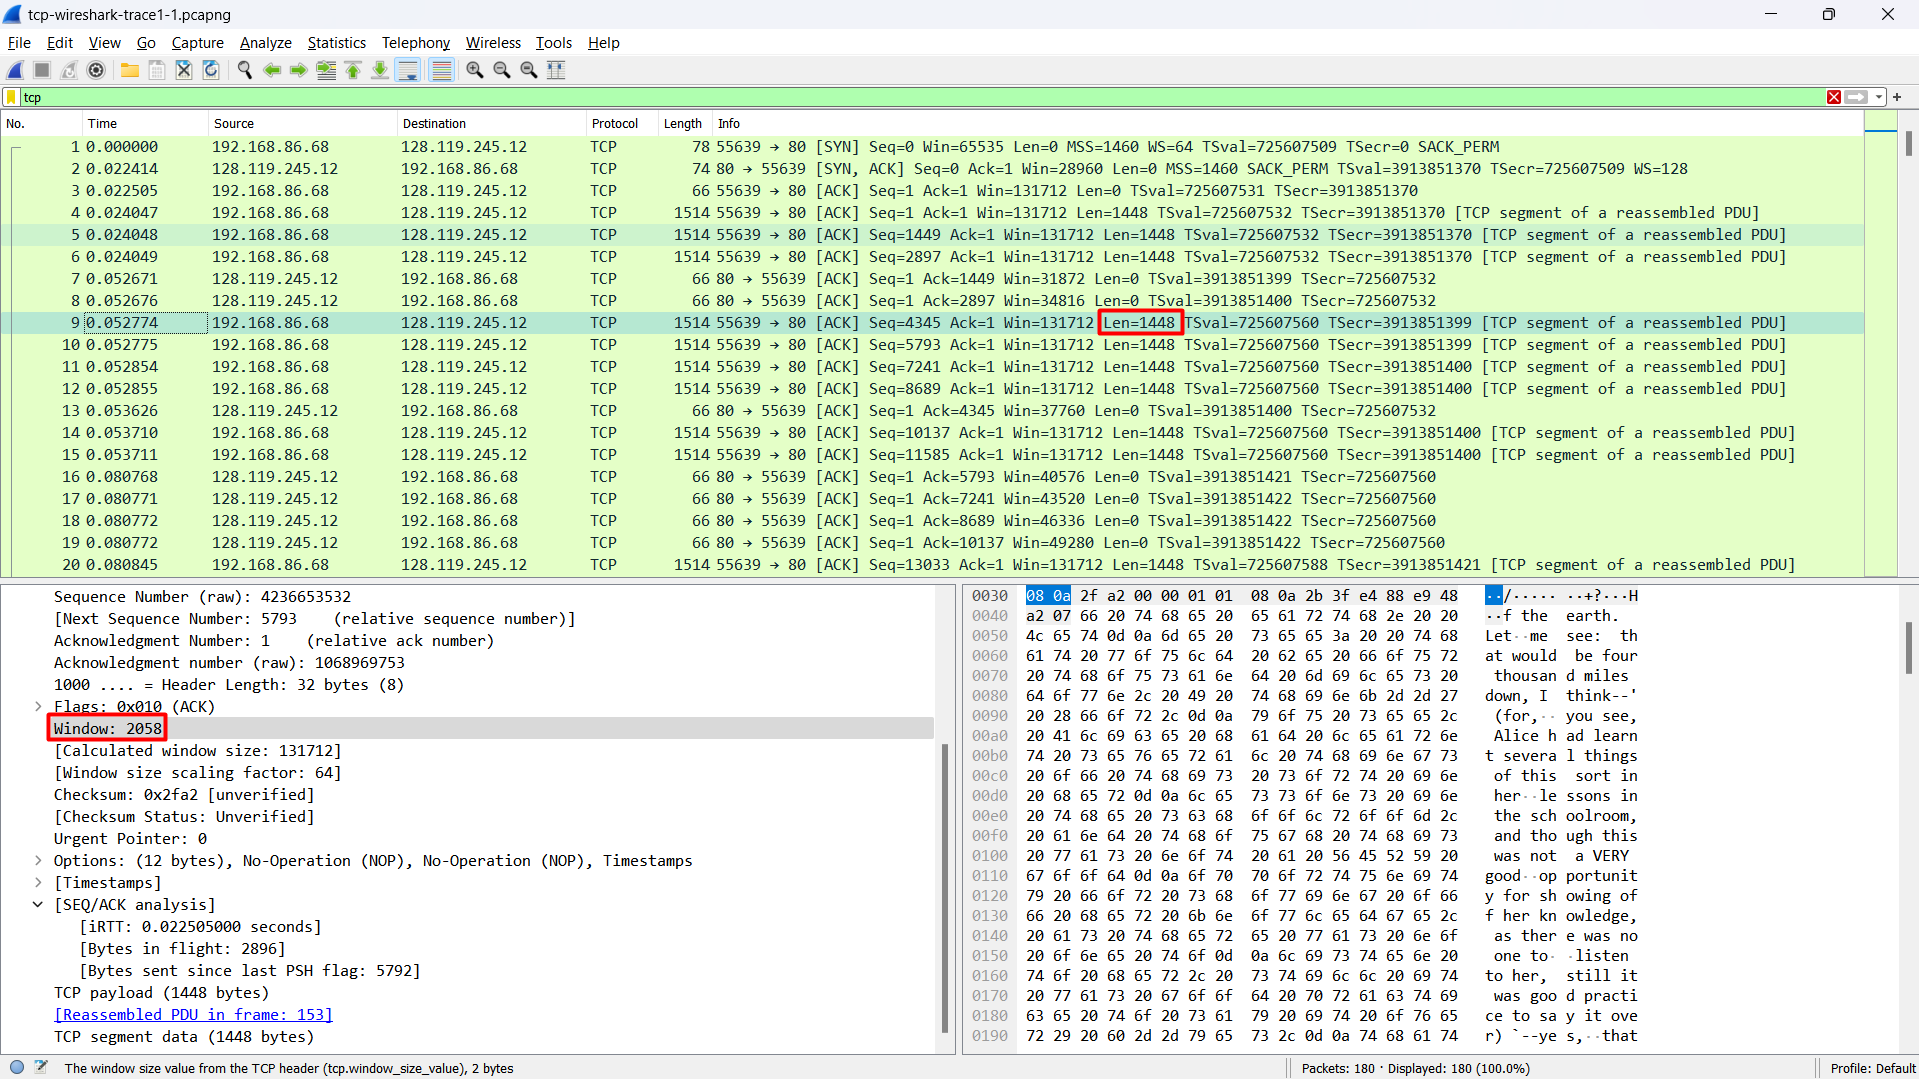 tcp-wireshark-trace1-1.pcapng
File Edit View Go Capture Analyze Statistics Telephony Wireless Tools Help
tcp
No. Time Source Destination Protocol Length Info
1 0.000000 192.168.86.68 128.119.245.12 TCP 78 55639 → 80 [SYN] Seq=0 Win=65535 Len=0 MSS=1460 WS=64 TSval=725607509 TSecr=0 SACK_PERM
2 0.022414 128.119.245.12 192.168.86.68 TCP 74 80 → 55639 [SYN, ACK] Seq=0 Ack=1 Win=28960 Len=0 MSS=1460 SACK_PERM TSval=3913851370 TSecr=725607509 WS=128
3 0.022505 192.168.86.68 128.119.245.12 TCP 66 55639 → 80 [ACK] Seq=1 Ack=1 Win=131712 Len=0 TSval=725607531 TSecr=3913851370
4 0.024047 192.168.86.68 128.119.245.12 TCP 1514 55639 → 80 [ACK] Seq=1 Ack=1 Win=131712 Len=1448 TSval=725607532 TSecr=3913851370 [TCP segment of a reassembled PDU]
5 0.024048 192.168.86.68 128.119.245.12 TCP 1514 55639 → 80 [ACK] Seq=1449 Ack=1 Win=131712 Len=1448 TSval=725607532 TSecr=3913851370 [TCP segment of a reassembled PDU]
6 0.024049 192.168.86.68 128.119.245.12 TCP 1514 55639 → 80 [ACK] Seq=2897 Ack=1 Win=131712 Len=1448 TSval=725607532 TSecr=3913851370 [TCP segment of a reassembled PDU]
7 0.052671 128.119.245.12 192.168.86.68 TCP 66 80 → 55639 [ACK] Seq=1 Ack=1449 Win=31872 Len=0 TSval=3913851399 TSecr=725607532
8 0.052676 128.119.245.12 192.168.86.68 TCP 66 80 → 55639 [ACK] Seq=1 Ack=2897 Win=34816 Len=0 TSval=3913851400 TSecr=725607532
9 0.052774 192.168.86.68 128.119.245.12 TCP 1514 55639 → 80 [ACK] Seq=4345 Ack=1 Win=131712 Len=1448 TSval=725607560 TSecr=3913851399 [TCP segment of a reassembled PDU]
10 0.052775 192.168.86.68 128.119.245.12 TCP 1514 55639 → 80 [ACK] Seq=5793 Ack=1 Win=131712 Len=1448 TSval=725607560 TSecr=3913851399 [TCP segment of a reassembled PDU]
11 0.052854 192.168.86.68 128.119.245.12 TCP 1514 55639 → 80 [ACK] Seq=7241 Ack=1 Win=131712 Len=1448 TSval=725607560 TSecr=3913851400 [TCP segment of a reassembled PDU]
12 0.052855 192.168.86.68 128.119.245.12 TCP 1514 55639 → 80 [ACK] Seq=8689 Ack=1 Win=131712 Len=1448 TSval=725607560 TSecr=3913851400 [TCP segment of a reassembled PDU]
13 0.053626 128.119.245.12 192.168.86.68 TCP 66 80 → 55639 [ACK] Seq=1 Ack=4345 Win=37760 Len=0 TSval=3913851400 TSecr=725607532
14 0.053710 192.168.86.68 128.119.245.12 TCP 1514 55639 → 80 [ACK] Seq=10137 Ack=1 Win=131712 Len=1448 TSval=725607560 TSecr=3913851400 [TCP segment of a reassembled PDU]
15 0.053711 192.168.86.68 128.119.245.12 TCP 1514 55639 → 80 [ACK] Seq=11585 Ack=1 Win=131712 Len=1448 TSval=725607560 TSecr=3913851400 [TCP segment of a reassembled PDU]
16 0.080768 128.119.245.12 192.168.86.68 TCP 66 80 → 55639 [ACK] Seq=1 Ack=5793 Win=40576 Len=0 TSval=3913851421 TSecr=725607560
17 0.080771 128.119.245.12 192.168.86.68 TCP 66 80 → 55639 [ACK] Seq=1 Ack=7241 Win=43520 Len=0 TSval=3913851422 TSecr=725607560
18 0.080772 128.119.245.12 192.168.86.68 TCP 66 80 → 55639 [ACK] Seq=1 Ack=8689 Win=46336 Len=0 TSval=3913851422 TSecr=725607560
19 0.080772 128.119.245.12 192.168.86.68 TCP 66 80 → 55639 [ACK] Seq=1 Ack=10137 Win=49280 Len=0 TSval=3913851422 TSecr=725607560
20 0.080845 192.168.86.68 128.119.245.12 TCP 1514 55639 → 80 [ACK] Seq=13033 Ack=1 Win=131712 Len=1448 TSval=725607588 TSecr=3913851421 [TCP segment of a reassembled PDU]
Sequence Number (raw): 4236653532
[Next Sequence Number: 5793 (relative sequence number)]
Acknowledgment Number: 1 (relative ack number)
Acknowledgment number (raw): 1068969753
1000 .... = Header Length: 32 bytes (8)
Flags: 0x010 (ACK)
Window: 2058
[Calculated window size: 131712]
[Window size scaling factor: 64]
Checksum: 0x2fa2 [unverified]
[Checksum Status: Unverified]
Urgent Pointer: 0
Options: (12 bytes), No-Operation (NOP), No-Operation (NOP), Timestamps
[Timestamps]
[SEQ/ACK analysis]
[iRTT: 0.022505000 seconds]
[Bytes in flight: 2896]
[Bytes sent since last PSH flag: 5792]
TCP payload (1448 bytes)
[Reassembled PDU in frame: 153]
TCP segment data (1448 bytes)
0030 08 0a 2f a2 00 00 01 01 08 0a 2b 3f e4 88 e9 48 ··/····· ··+?···H
0040 a2 07 66 20 74 68 65 20 65 61 72 74 68 2e 20 20 ··f the earth.
0050 4c 65 74 0d 0a 6d 65 20 73 65 65 3a 20 20 74 68 Let··me see: th
0060 61 74 20 77 6f 75 6c 64 20 62 65 20 66 6f 75 72 at would be four
0070 20 74 68 6f 75 73 61 6e 64 20 6d 69 6c 65 73 20 thousan d miles
0080 64 6f 77 6e 2c 20 49 20 74 68 69 6e 6b 2d 2d 27 down, I think--'
0090 20 28 66 6f 72 2c 0d 0a 79 6f 75 20 73 65 65 2c (for,·· you see,
00a0 20 41 6c 69 63 65 20 68 61 64 20 6c 65 61 72 6e Alice h ad learn
00b0 74 20 73 65 76 65 72 61 6c 20 74 68 69 6e 67 73 t severa l things
00c0 20 6f 66 20 74 68 69 73 20 73 6f 72 74 20 69 6e of this sort in
00d0 20 68 65 72 0d 0a 6c 65 73 73 6f 6e 73 20 69 6e her··le ssons in
00e0 20 74 68 65 20 73 63 68 6f 6f 6c 72 6f 6f 6d 2c the sch oolroom,
00f0 20 61 6e 64 20 74 68 6f 75 67 68 20 74 68 69 73 and tho ugh this
0100 20 77 61 73 20 6e 6f 74 20 61 20 56 45 52 59 20 was not a VERY
0110 67 6f 6f 64 0d 0a 6f 70 70 6f 72 74 75 6e 69 74 good··op portunit
0120 79 20 66 6f 72 20 73 68 6f 77 69 6e 67 20 6f 66 y for sh owing of
0130 66 20 68 65 72 20 6b 6e 6f 77 6c 65 64 67 65 2c f her kn owledge,
0140 20 61 73 20 74 68 65 72 65 20 77 61 73 20 6e 6f as ther e was no
0150 20 6f 6e 65 20 74 6f 0d 0a 6c 69 73 74 65 6e 20 one to· ·listen
0160 74 6f 20 68 65 72 2c 20 73 74 69 6c 6c 20 69 74 to her, still it
0170 20 77 61 73 20 67 6f 6f 64 20 70 72 61 63 74 69 was goo d practi
0180 63 65 20 74 6f 20 73 61 79 20 69 74 20 6f 76 65 ce to sa y it ove
0190 72 29 20 60 2d 2d 79 65 73 2c 0d 0a 74 68 61 74 r) `--ye s,··that
The window size value from the TCP header (tcp.window_size_value), 2 bytes
Packets: 180 · Displayed: 180 (100.0%)
Profile: Default